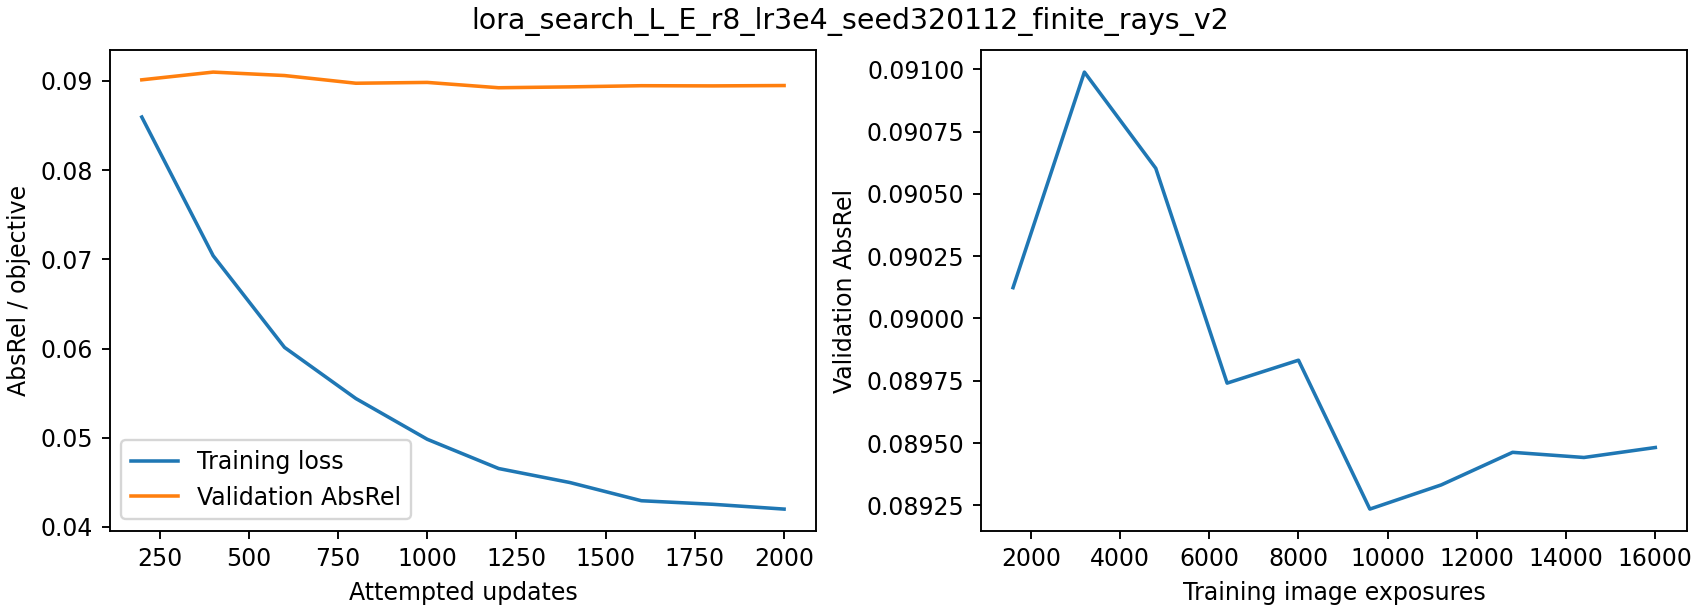 lora_search_L_E_r8_lr3e4_seed320112_finite_rays_v2
AbsRel / objective
0.09
0.08
0.07
0.06
0.05
0.04
Training loss
Validation AbsRel
250 500 750 1000 1250 1500 1750 2000
Attempted updates
Validation AbsRel
0.09100
0.09075
0.09050
0.09025
0.09000
0.08975
0.08950
0.08925
2000 4000 6000 8000 10000 12000 14000 16000
Training image exposures